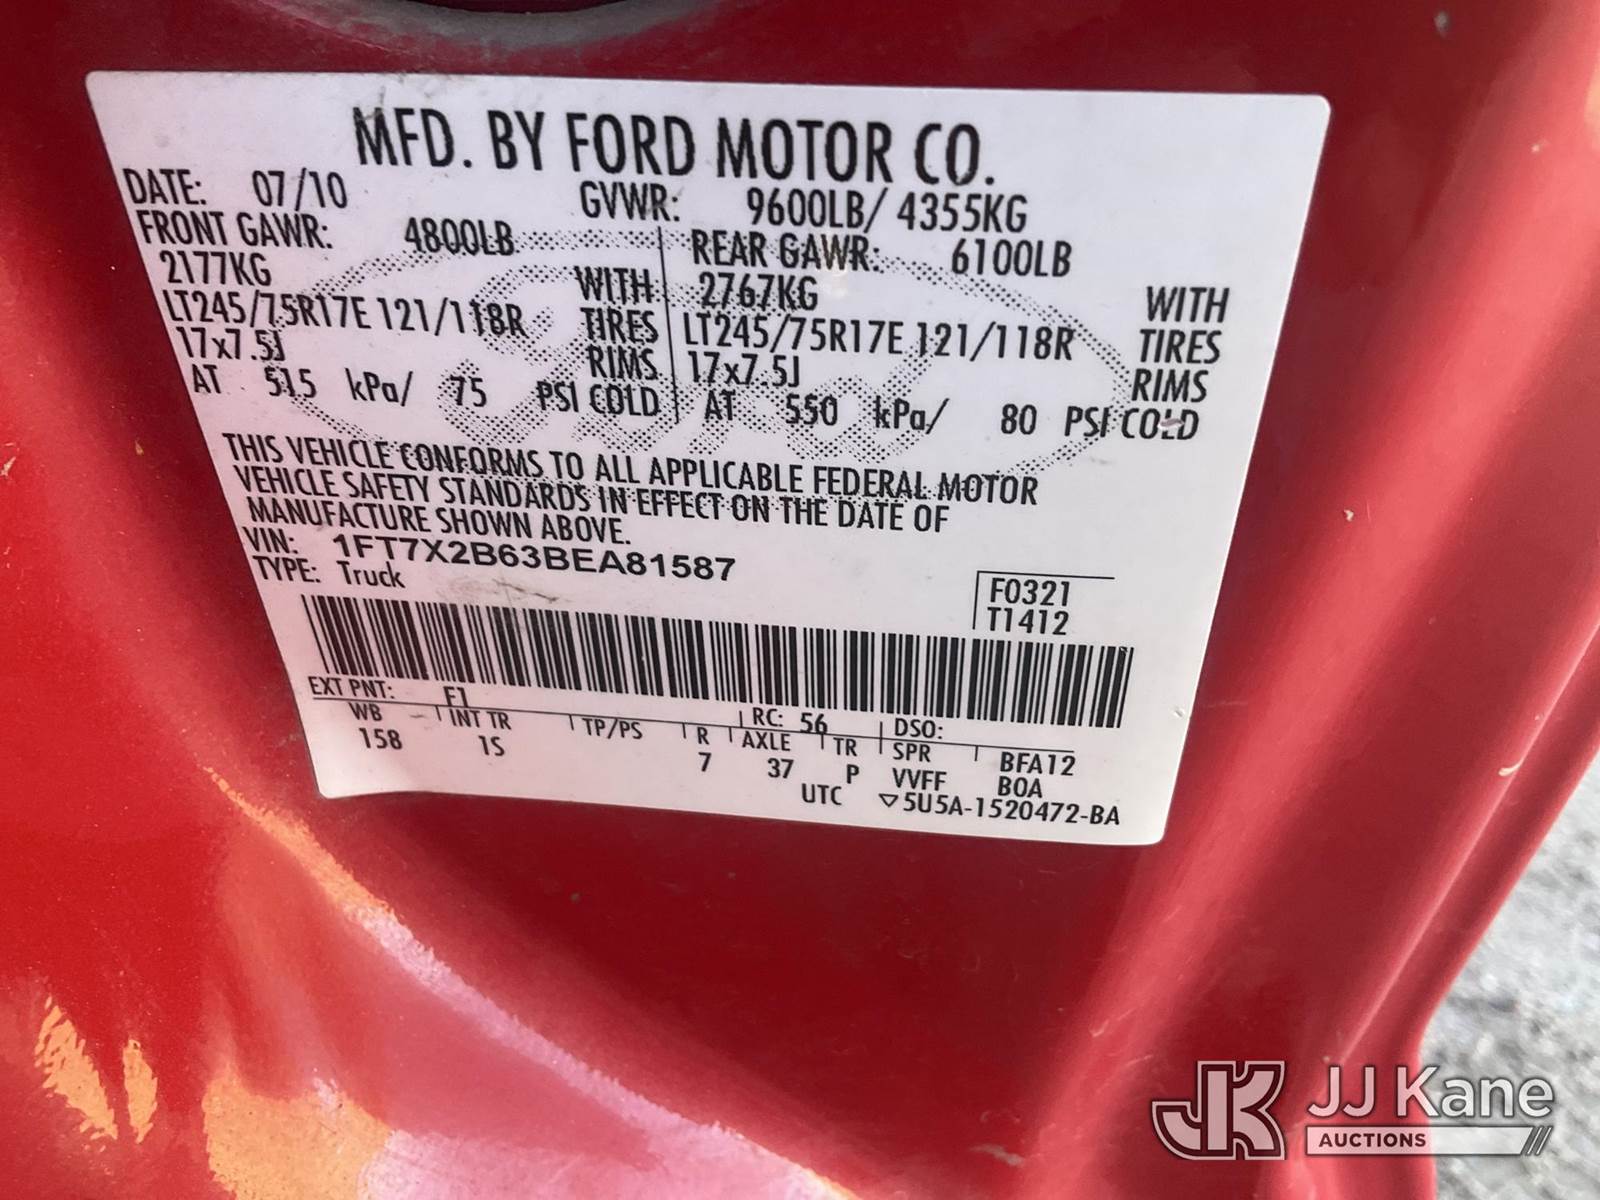 MFD. BY FORD MOTOR CO.
DATE: 07/10 GVWR: 9600LB/ 4355KG
FRONT GAWR: 4800LB REAR GAWR: 6100LB
2177KG WITH 2767KG WITH
LT245/75R17E 121/118R TIRES LT245/75R17E 121/118R TIRES
17x7.5J RIMS 17x7.5J RIMS
AT 515 kPa/ 75 PSI COLD AT 550 kPa/ 80 PSI COLD
THIS VEHICLE CONFORMS TO ALL APPLICABLE FEDERAL MOTOR
VEHICLE SAFETY STANDARDS IN EFFECT ON THE DATE OF
MANUFACTURE SHOWN ABOVE.
VIN: 1FT7X2B63BEA81587
TYPE: Truck
F0321
T1412
EXT PNT: F1 RC: 56 DSO:
WB INT TR TP/PS R AXLE TR SPR BFA12
158 1S 7 37 P VVFF BOA
UTC ▽5U5A-1520472-BA
JK JJ Kane
AUCTIONS